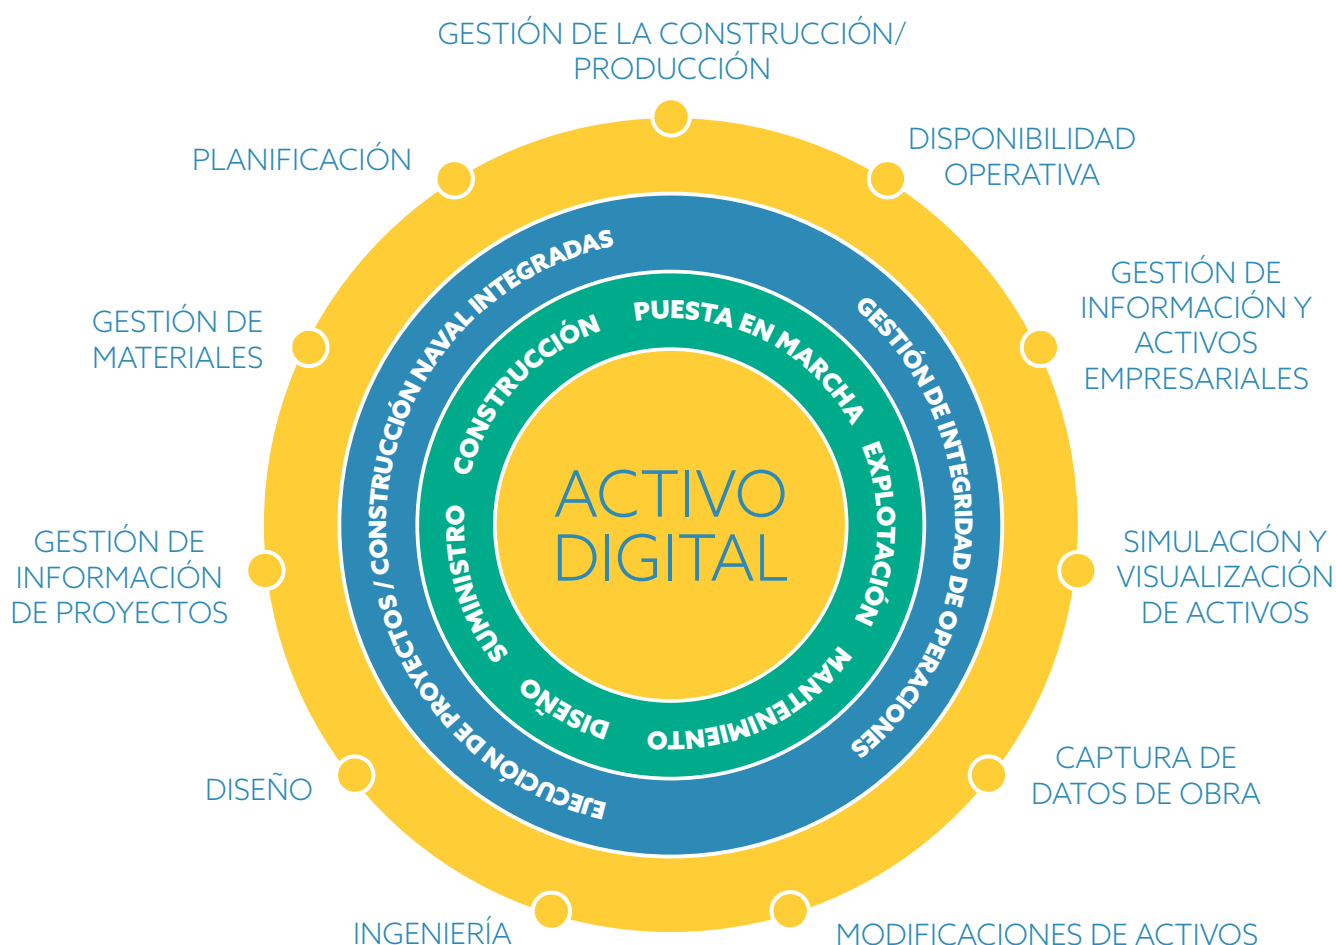 GESTIÓN DE LA CONSTRUCCIÓN/
PRODUCCIÓN
DISPONIBILIDAD
OPERATIVA
GESTIÓN DE
INFORMACIÓN Y
ACTIVOS
EMPRESARIALES
SIMULACIÓN Y
VISUALIZACIÓN
DE ACTIVOS
CAPTURA DE
DATOS DE OBRA
MODIFICACIONES DE ACTIVOS
INGENIERÍA
DISEÑO
GESTIÓN DE
INFORMACIÓN
DE PROYECTOS
GESTIÓN DE
MATERIALES
PLANIFICACIÓN
EJECUCIÓN DE PROYECTOS / CONSTRUCCIÓN NAVAL INTEGRADAS
GESTIÓN DE INTEGRIDAD DE OPERACIONES
DISEÑO
SUMINISTRO
CONSTRUCCIÓN
PUESTA EN MARCHA
EXPLOTACIÓN
MANTENIMIENTO
ACTIVO
DIGITAL